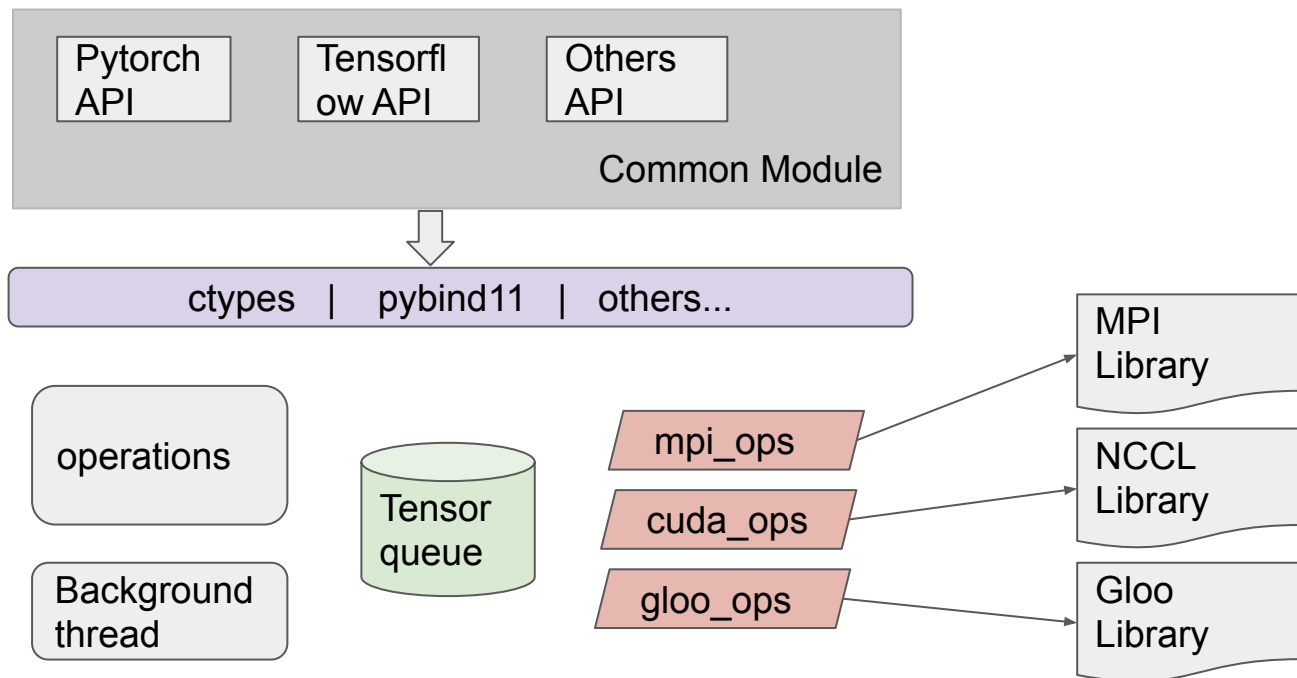 Pytorch
API
Tensorfl
ow API
Others
API
Common Module
ctypes | pybind11 | others...
MPI
Library
operations
mpi_ops
NCCL
Library
Tensor
queue
cuda_ops
Background
thread
gloo_ops
Gloo
Library